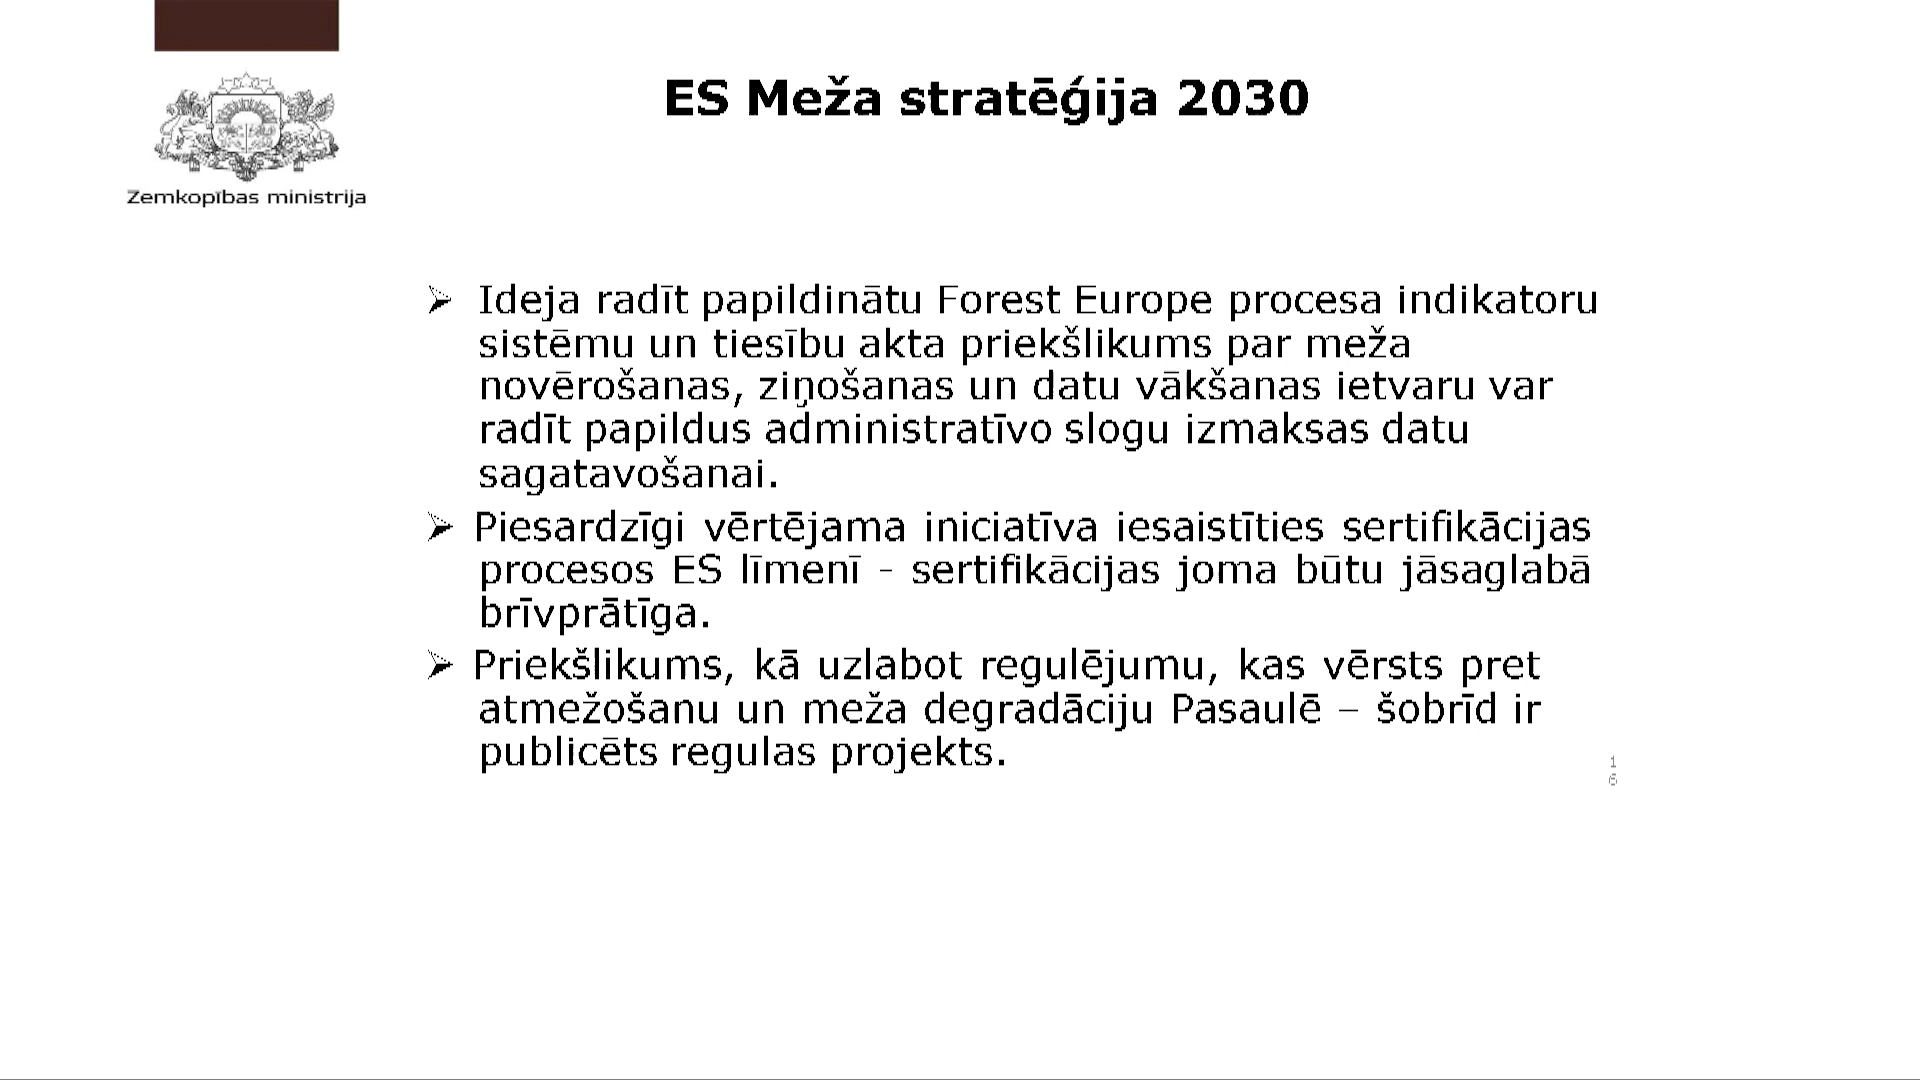 ES Meža stratēģija 2030
Zemkopības ministrija
➢ Ideja radīt papildinātu Forest Europe procesa indikatoru
sistēmu un tiesību akta priekšlikums par meža
novērošanas, ziņošanas un datu vākšanas ietvaru var
radīt papildus administratīvo slogu izmaksas datu
sagatavošanai.
➢ Piesardzīgi vērtējama iniciatīva iesaistīties sertifikācijas
procesos ES līmenī - sertifikācijas joma būtu jāsaglabā
brīvprātīga.
➢ Priekšlikums, kā uzlabot regulējumu, kas vērsts pret
atmežošanu un meža degradāciju Pasaulē – šobrīd ir
publicēts regulas projekts.
1
6